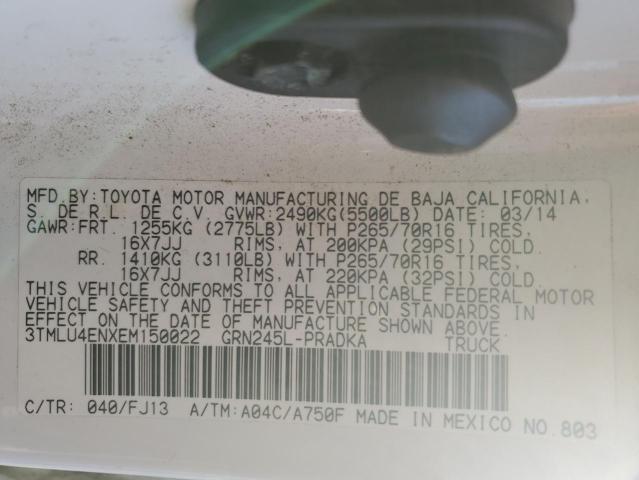 MFD.BY:TOYOTA MOTOR MANUFACTURING DE BAJA CALIFORNIA,
S. DE R.L. DE C.V. GVWR:2490KG(5500LB) DATE: 03/14
GAWR:FRT. 1255KG (2775LB) WITH P265/70R16 TIRES,
16X7JJ RIMS, AT 200KPA (29PSI) COLD.
RR. 1410KG (3110LB) WITH P265/70R16 TIRES,
16X7JJ RIMS, AT 220KPA (32PSI) COLD.
THIS VEHICLE CONFORMS TO ALL APPLICABLE FEDERAL MOTOR
VEHICLE SAFETY AND THEFT PREVENTION STANDARDS IN
EFFECT ON THE DATE OF MANUFACTURE SHOWN ABOVE.
3TMLU4ENXEM150022 GRN245L-PRADKA TRUCK
C/TR: 040/FJ13 A/TM:A04C/A750F MADE IN MEXICO NO.803